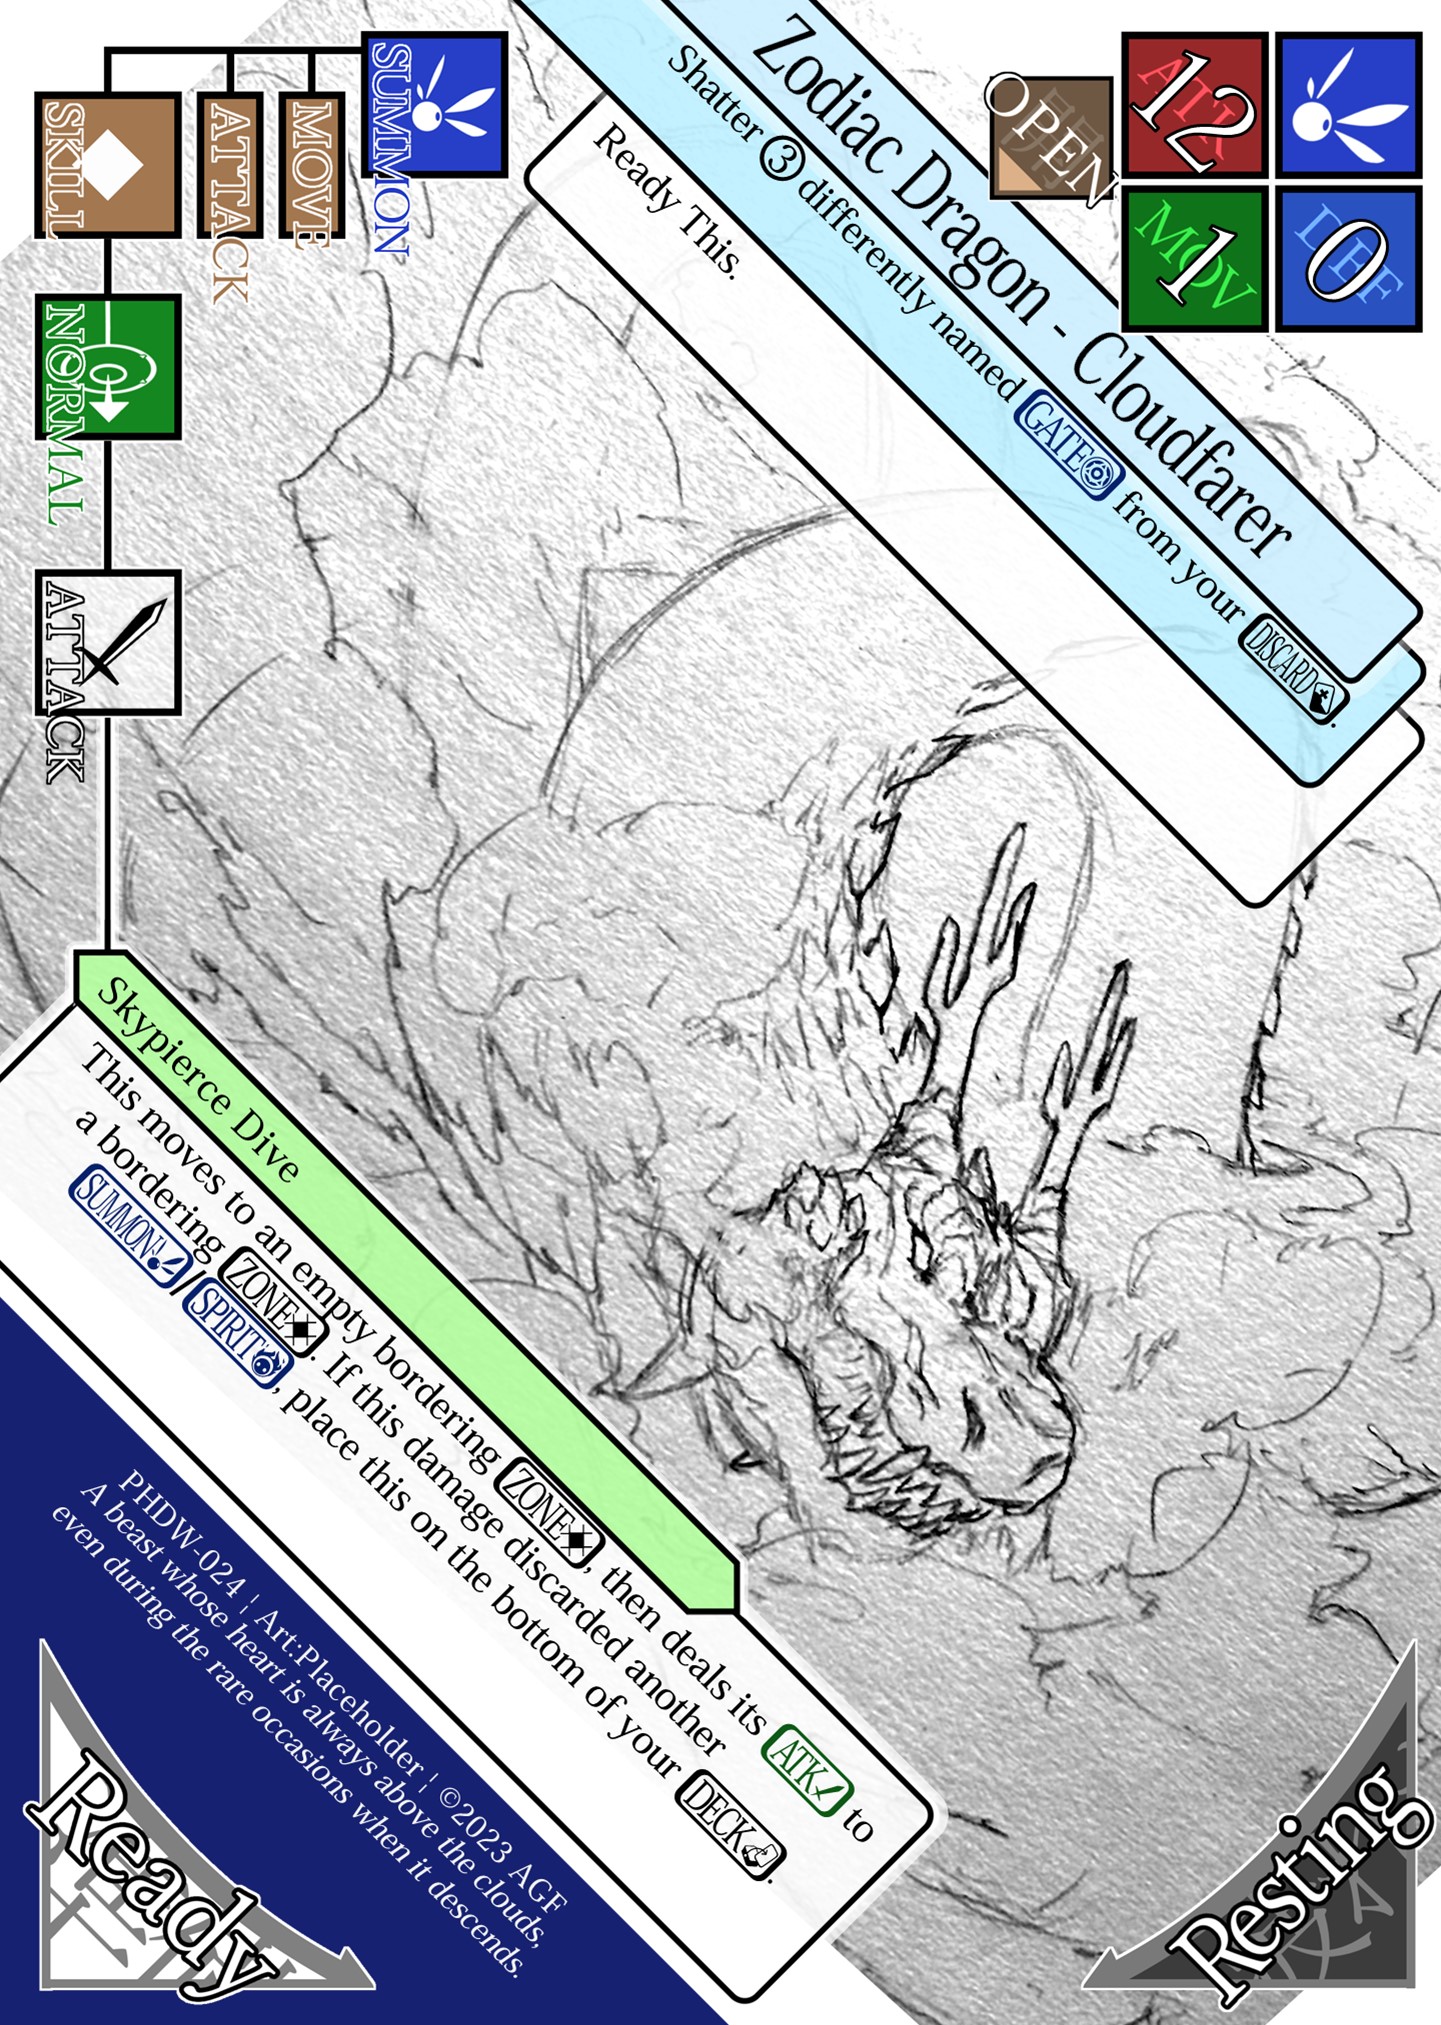 Zodiac Dragon - Cloudfarer
Shatter ③ differently named GATE from your DISCARD.
Ready This.
OPEN
ATK 12
MOV 1
DEF 0
SUMMON
MOVE
ATTACK
SKILL
NORMAL
ATTACK
Skypierce Dive
This moves to an empty bordering ZONE, then deals its ATK to
a bordering ZONE. If this damage discarded another
SUMMON/SPIRIT, place this on the bottom of your DECK.
PHDW-024 ¦ Art:Placeholder ¦ ©2023 AGF
A beast whose heart is always above the clouds,
even during the rare occasions when it descends.
Ready
Resting